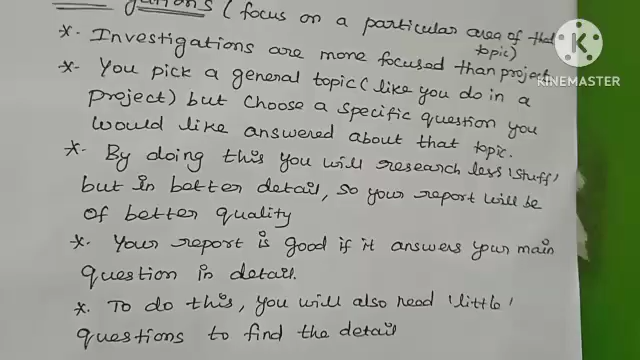 gations (focus on a particular area of that topic)
*. Investigations are more focused than project
*. You pick a general topic (like you do in a
project) but choose a specific question you
would like answered about that topic.
*. By doing this you will research less 'stuff'
but in better detail, so your report will be
of better quality
*. Your report is good if it answers your main
question in detail.
*. To do this, you will also need 'little'
questions to find the detail
KINEMASTER